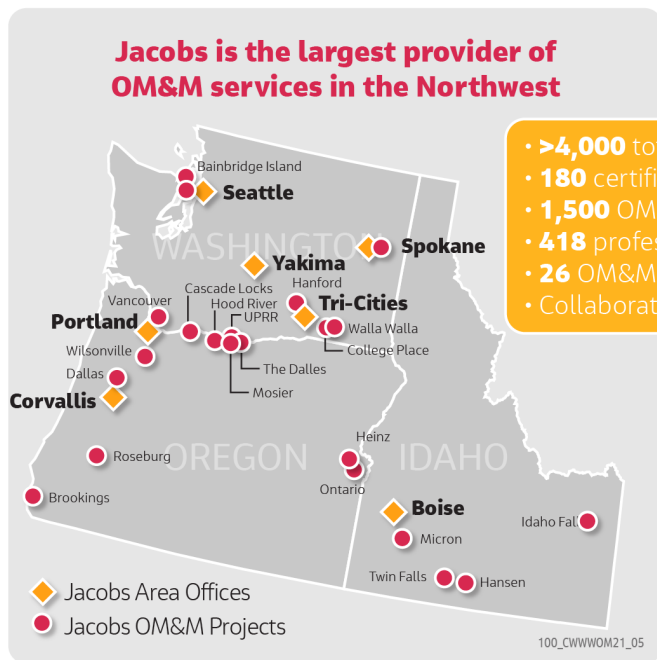 Jacobs is the largest provider of
OM&M services in the Northwest
>4,000
180
1,500 OM
418
26 OM&M
Bainbridge Island
Seattle
WASHINGTON
Spokane
Yakima
Hanford
Cascade Locks
Hood River
Vancouver
UPRR
Tri-Cities
Portland
Walla Walla
Wilsonville
College Place
The Dalles
Dallas
Mosier
Corvallis
Heinz
Roseburg
OREGON
IDAHO
Ontario
Brookings
Boise
Idaho
Micron
Twin Falls
Hansen
Jacobs Area Offices
Jacobs OM&M Projects
100_CWWWOM21_05